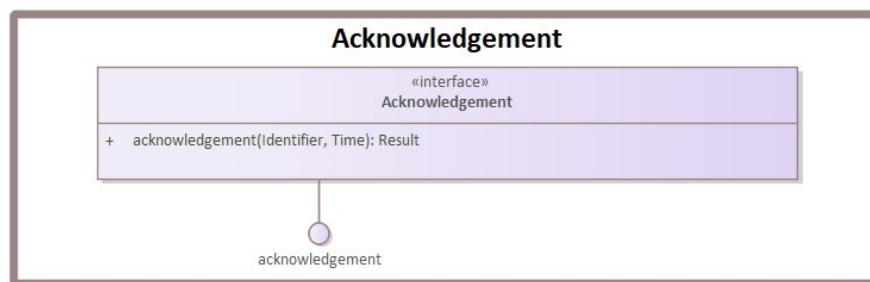 Acknowledgement
«interface»
Acknowledgement
+ acknowledgement(Identifier, Time): Result
acknowledgement